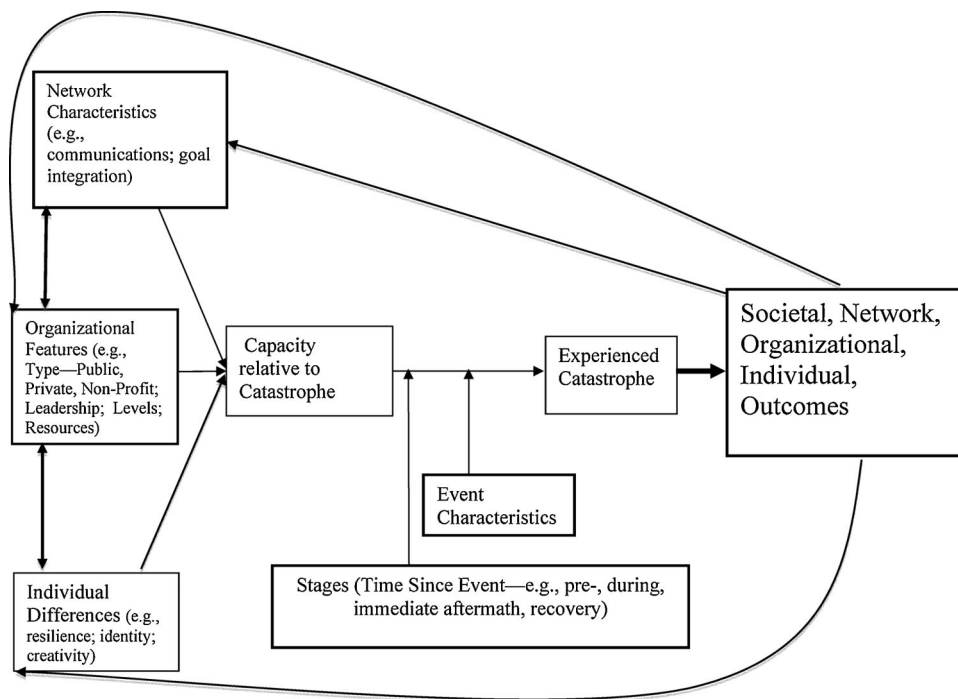 Network
Characteristics
(e.g.,
communications; goal
integration)
Organizational
Features (e.g.,
Type—Public,
Private, Non-Profit;
Leadership; Levels;
Resources)
Capacity
relative to
Catastrophe
Experienced
Catastrophe
Societal, Network,
Organizational,
Individual,
Outcomes
Event
Characteristics
Stages (Time Since Event—e.g., pre-, during,
immediate aftermath, recovery)
Individual
Differences (e.g.,
resilience; identity;
creativity)